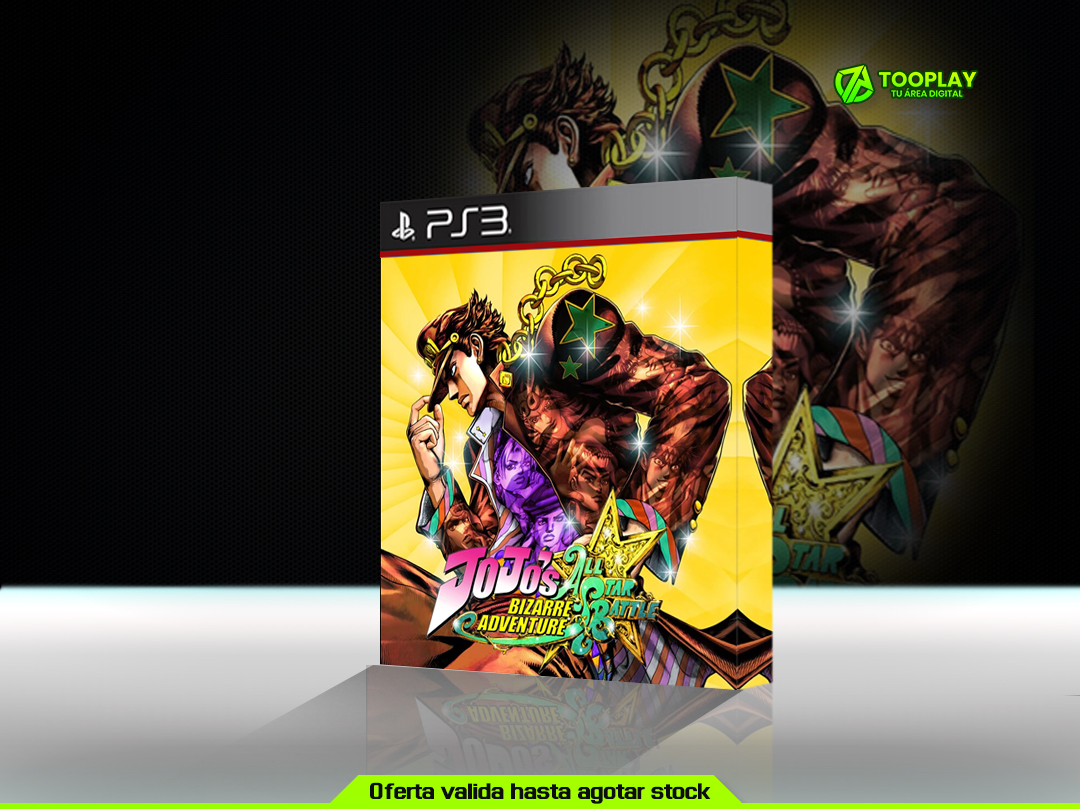 TOOPLAY
TU ÁREA DIGITAL
PS3
JOJO'S
BIZARRE
ADVENTURE
ALL
STAR
BATTLE
Oferta valida hasta agotar stock